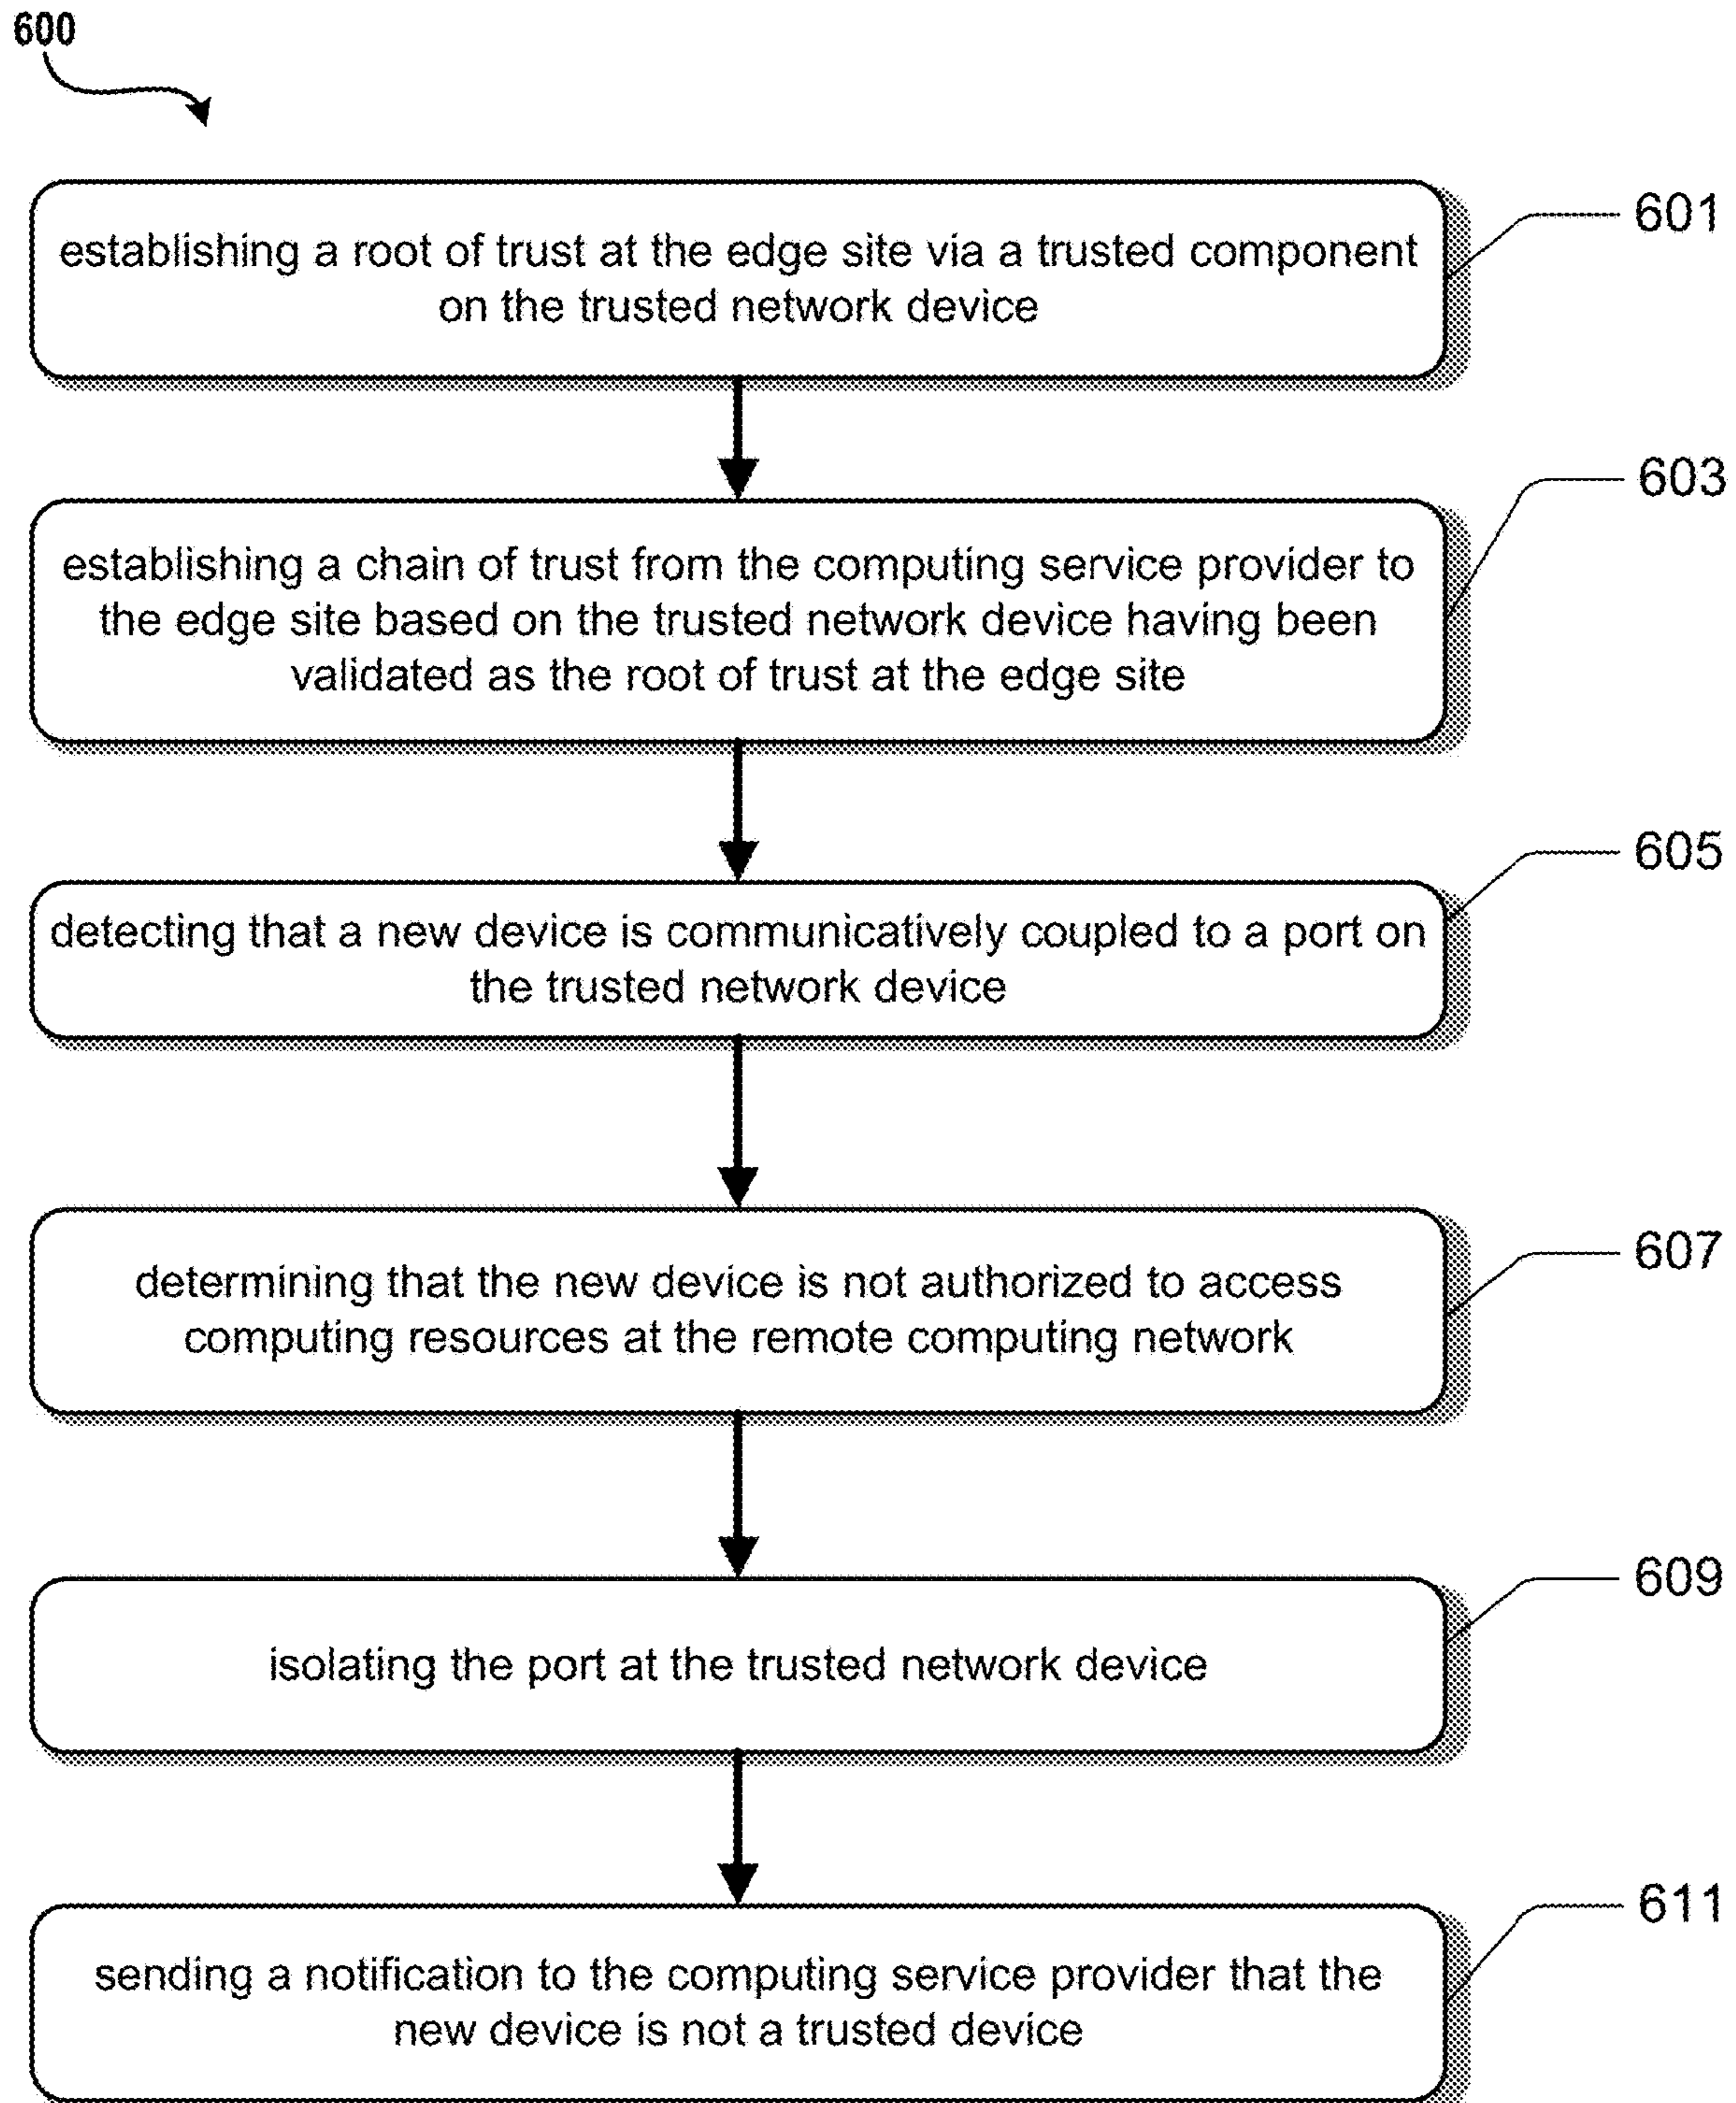 600
601
establishing a root of trust at the edge site via a trusted component
on the trusted network device
603
establishing a chain of trust from the computing service provider to
the edge site based on the trusted network device having been
validated as the root of trust at the edge site
605
detecting that a new device is communicatively coupled to a port on
the trusted network device
607
determining that the new device is not authorized to access
computing resources at the remote computing network
609
isolating the port at the trusted network device
611
sending a notification to the computing service provider that the
new device is not a trusted device